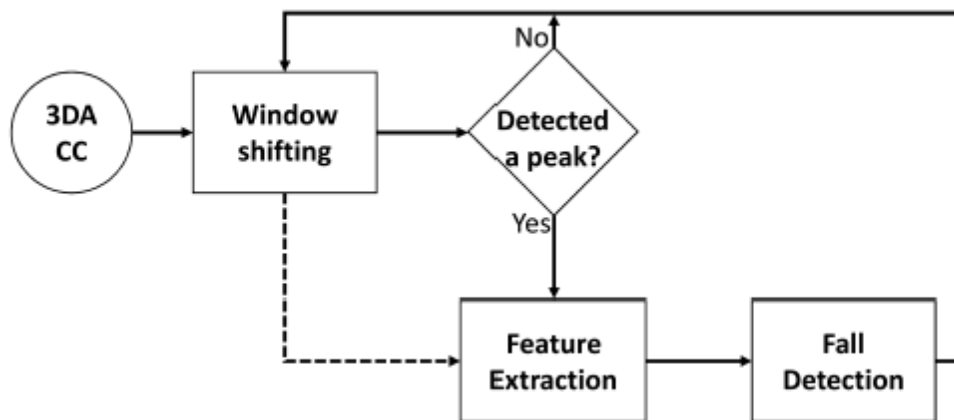 3DA
CC
Window
shifting
No
Detected
a peak?
Yes
Feature
Extraction
Fall
Detection